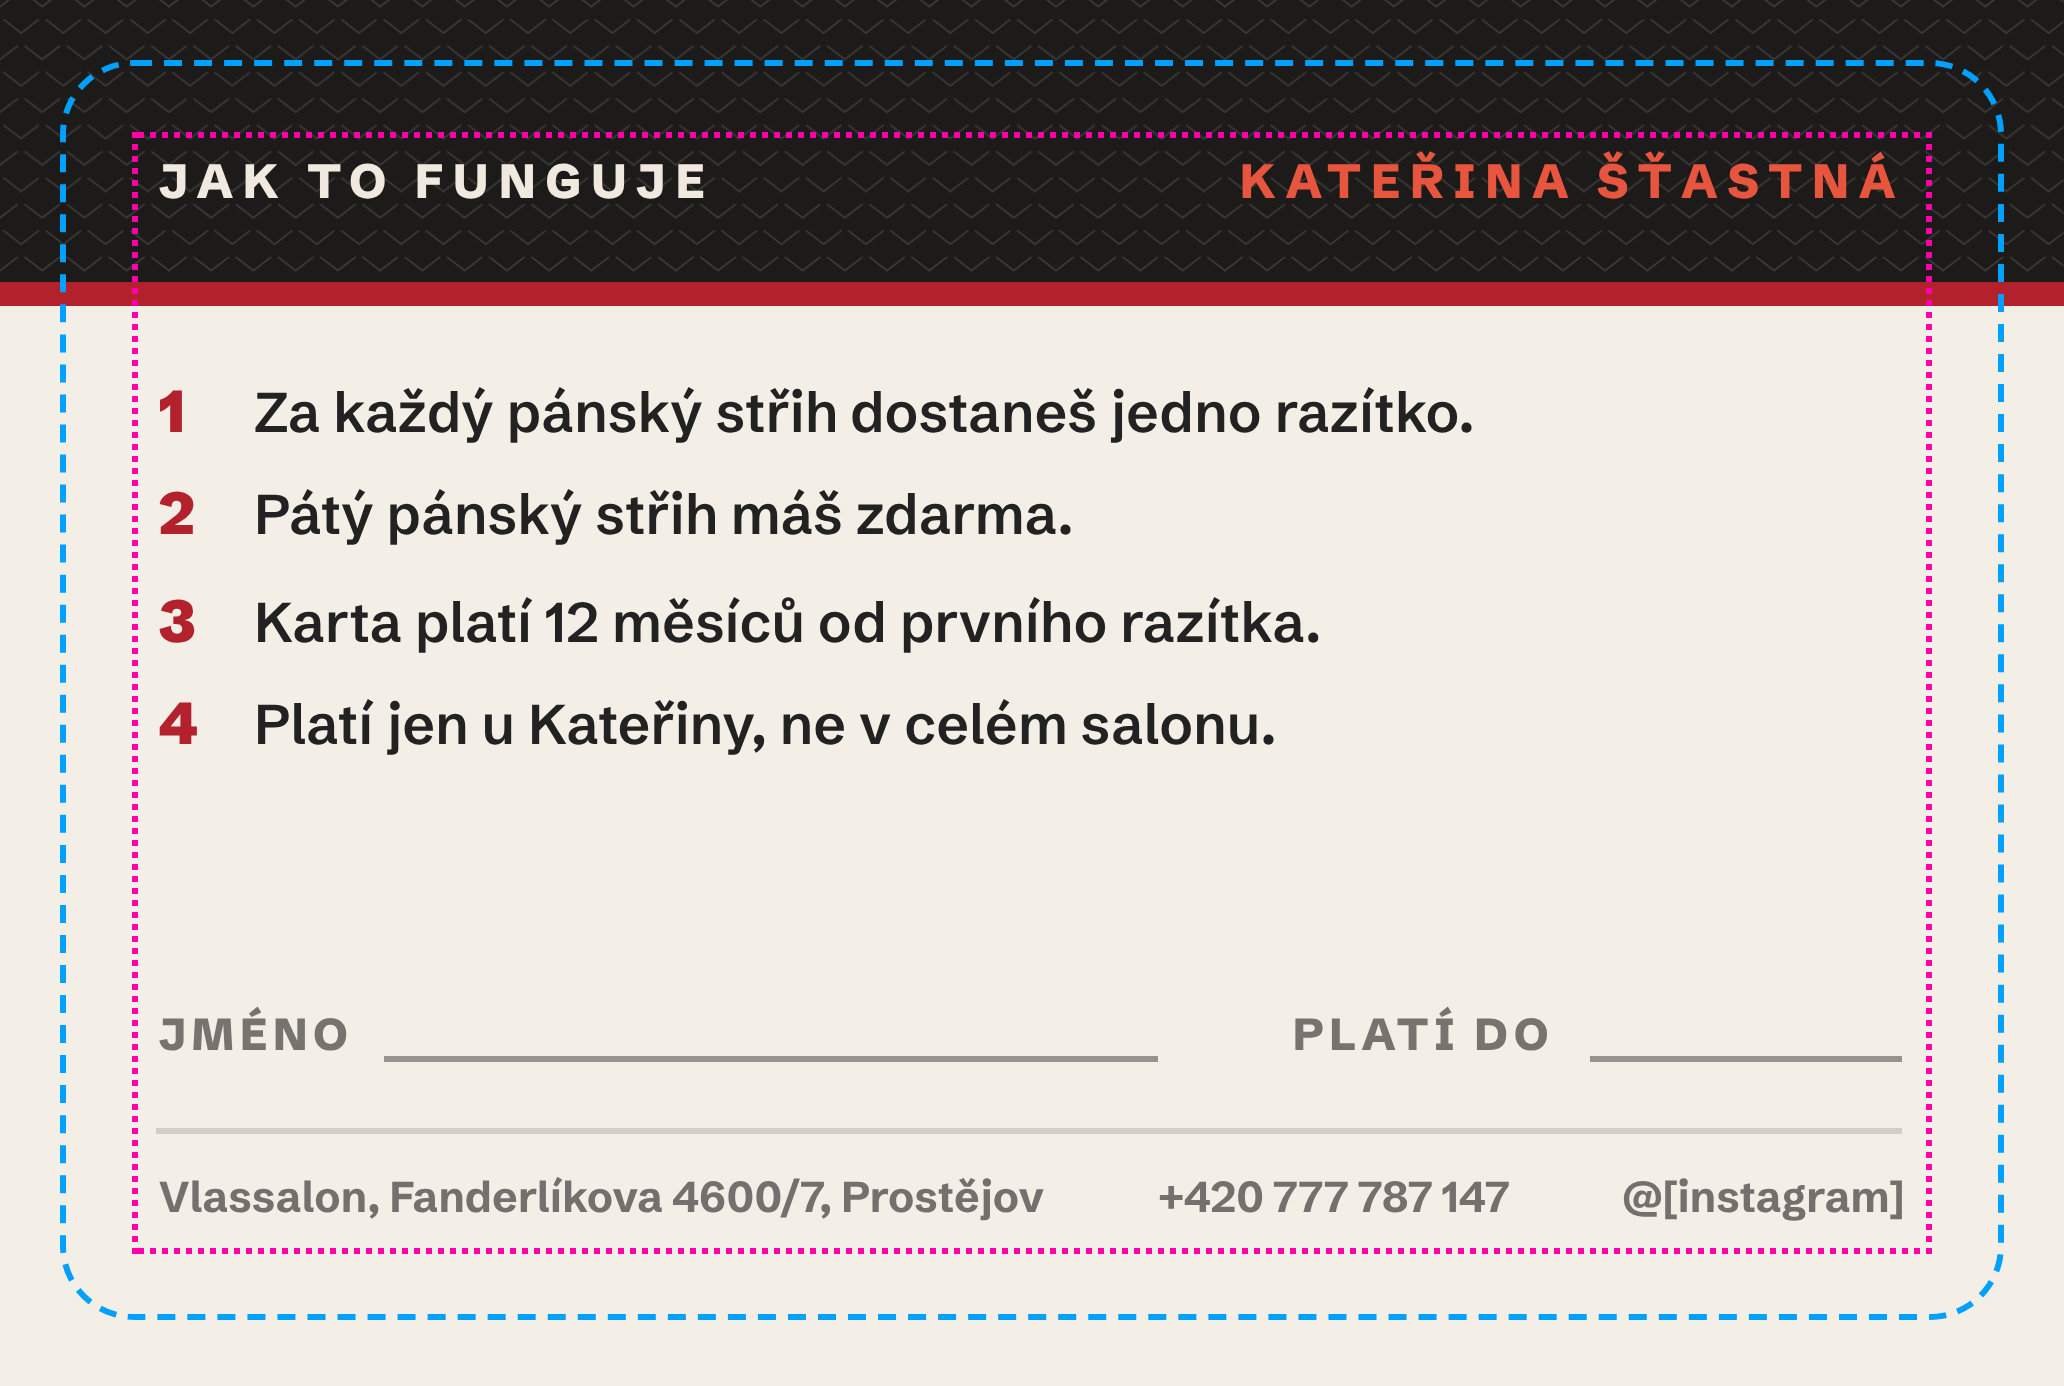 JAK TO FUNGUJE
KATEŘINA ŠŤASTNÁ
1 Za každý pánský střih dostaneš jedno razítko.
2 Pátý pánský střih máš zdarma.
3 Karta platí 12 měsíců od prvního razítka.
4 Platí jen u Kateřiny, ne v celém salonu.
JMÉNO
PLATÍ DO
Vlassalon, Fanderlíkova 4600/7, Prostějov
+420 777 787 147
@[instagram]